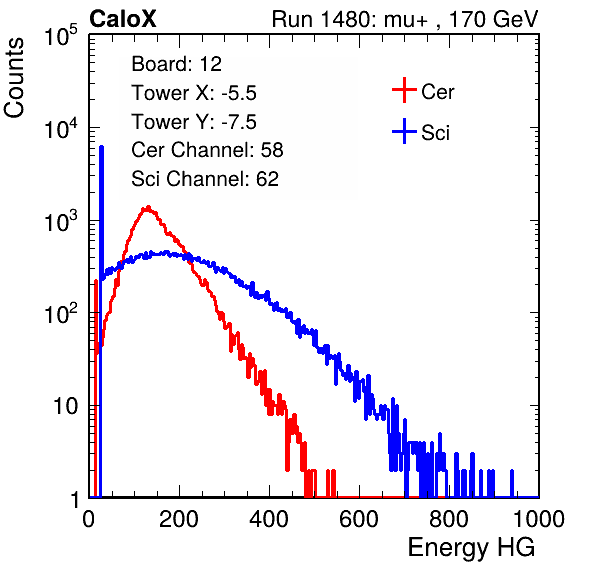 CaloX Run 1480: mu+ , 170 GeV
Counts
Board: 12
Tower X: -5.5
Tower Y: -7.5
Cer Channel: 58
Sci Channel: 62
Cer
Sci
10^5
10^4
10^3
10^2
10
1
0 200 400 600 800 1000
Energy HG